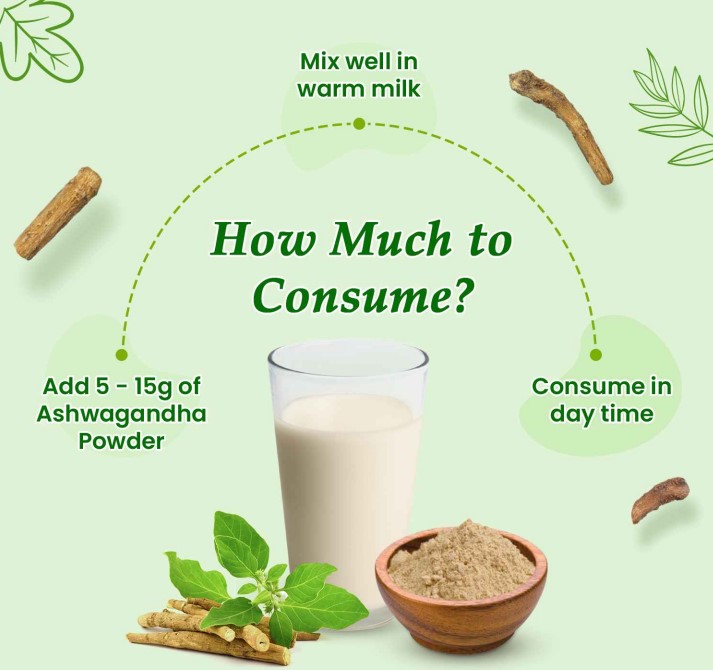 Mix well in
warm milk
How Much to
Consume?
Add 5 - 15g of
Ashwagandha
Powder
Consume in
day time